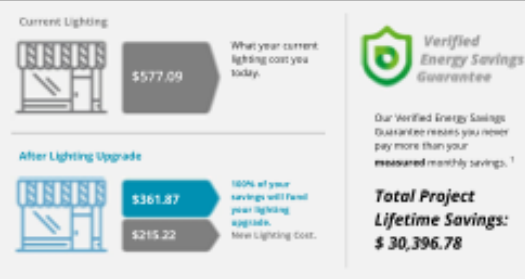 Current Lighting
$577.09
What your current
lighting cost you
today.
After Lighting Upgrade
$361.87
$215.22
100% of your
savings will fund
your lighting
upgrade.
New Lighting Cost.
Verified
Energy Savings
Guarantee
Our Verified Energy Savings
Guarantee means you never
pay more than your
measured monthly savings. 1
Total Project
Lifetime Savings:
$ 30,396.78